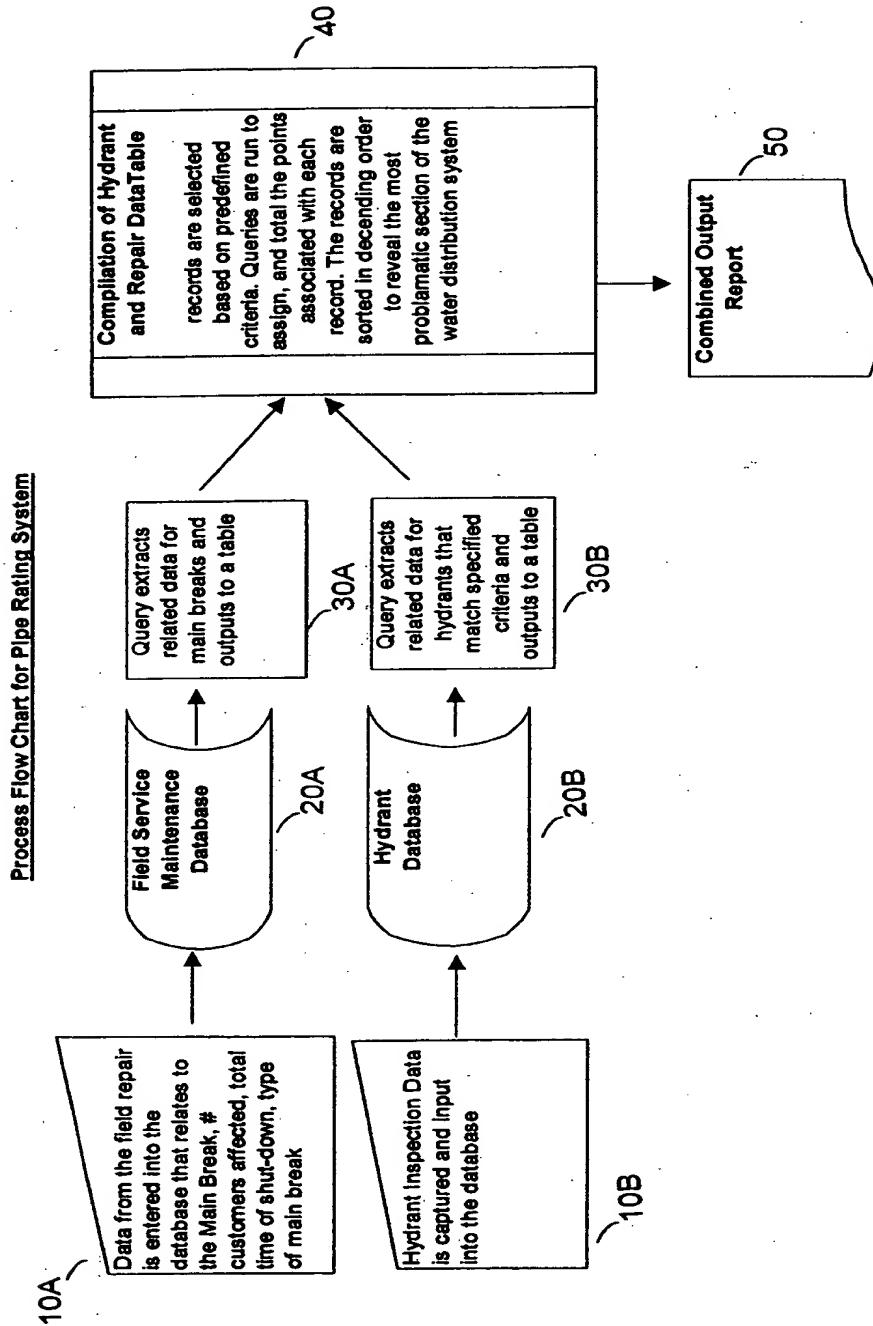 Process Flow Chart for Pipe Rating System
10A
Data from the field repair
is entered into the
database that relates to
the Main Break, #
customers affected, total
time of shut-down, type
of main break
Field Service
Maintenance
Database
20A
Query extracts
related data for
main breaks and
outputs to a table
30A
Hydrant Inspection Data
is captured and Input
into the database
10B
Hydrant
Database
20B
Query extracts
related data for
hydrants that
match specified
criteria and
outputs to a table
30B
Compilation of Hydrant
and Repair DataTable
records are selected
based on predefined
criteria. Queries are run to
assign, and total the points
associated with each
record. The records are
sorted in decending order
to reveal the most
problamatic section of the
water distribution system
40
Combined Output
Report
50